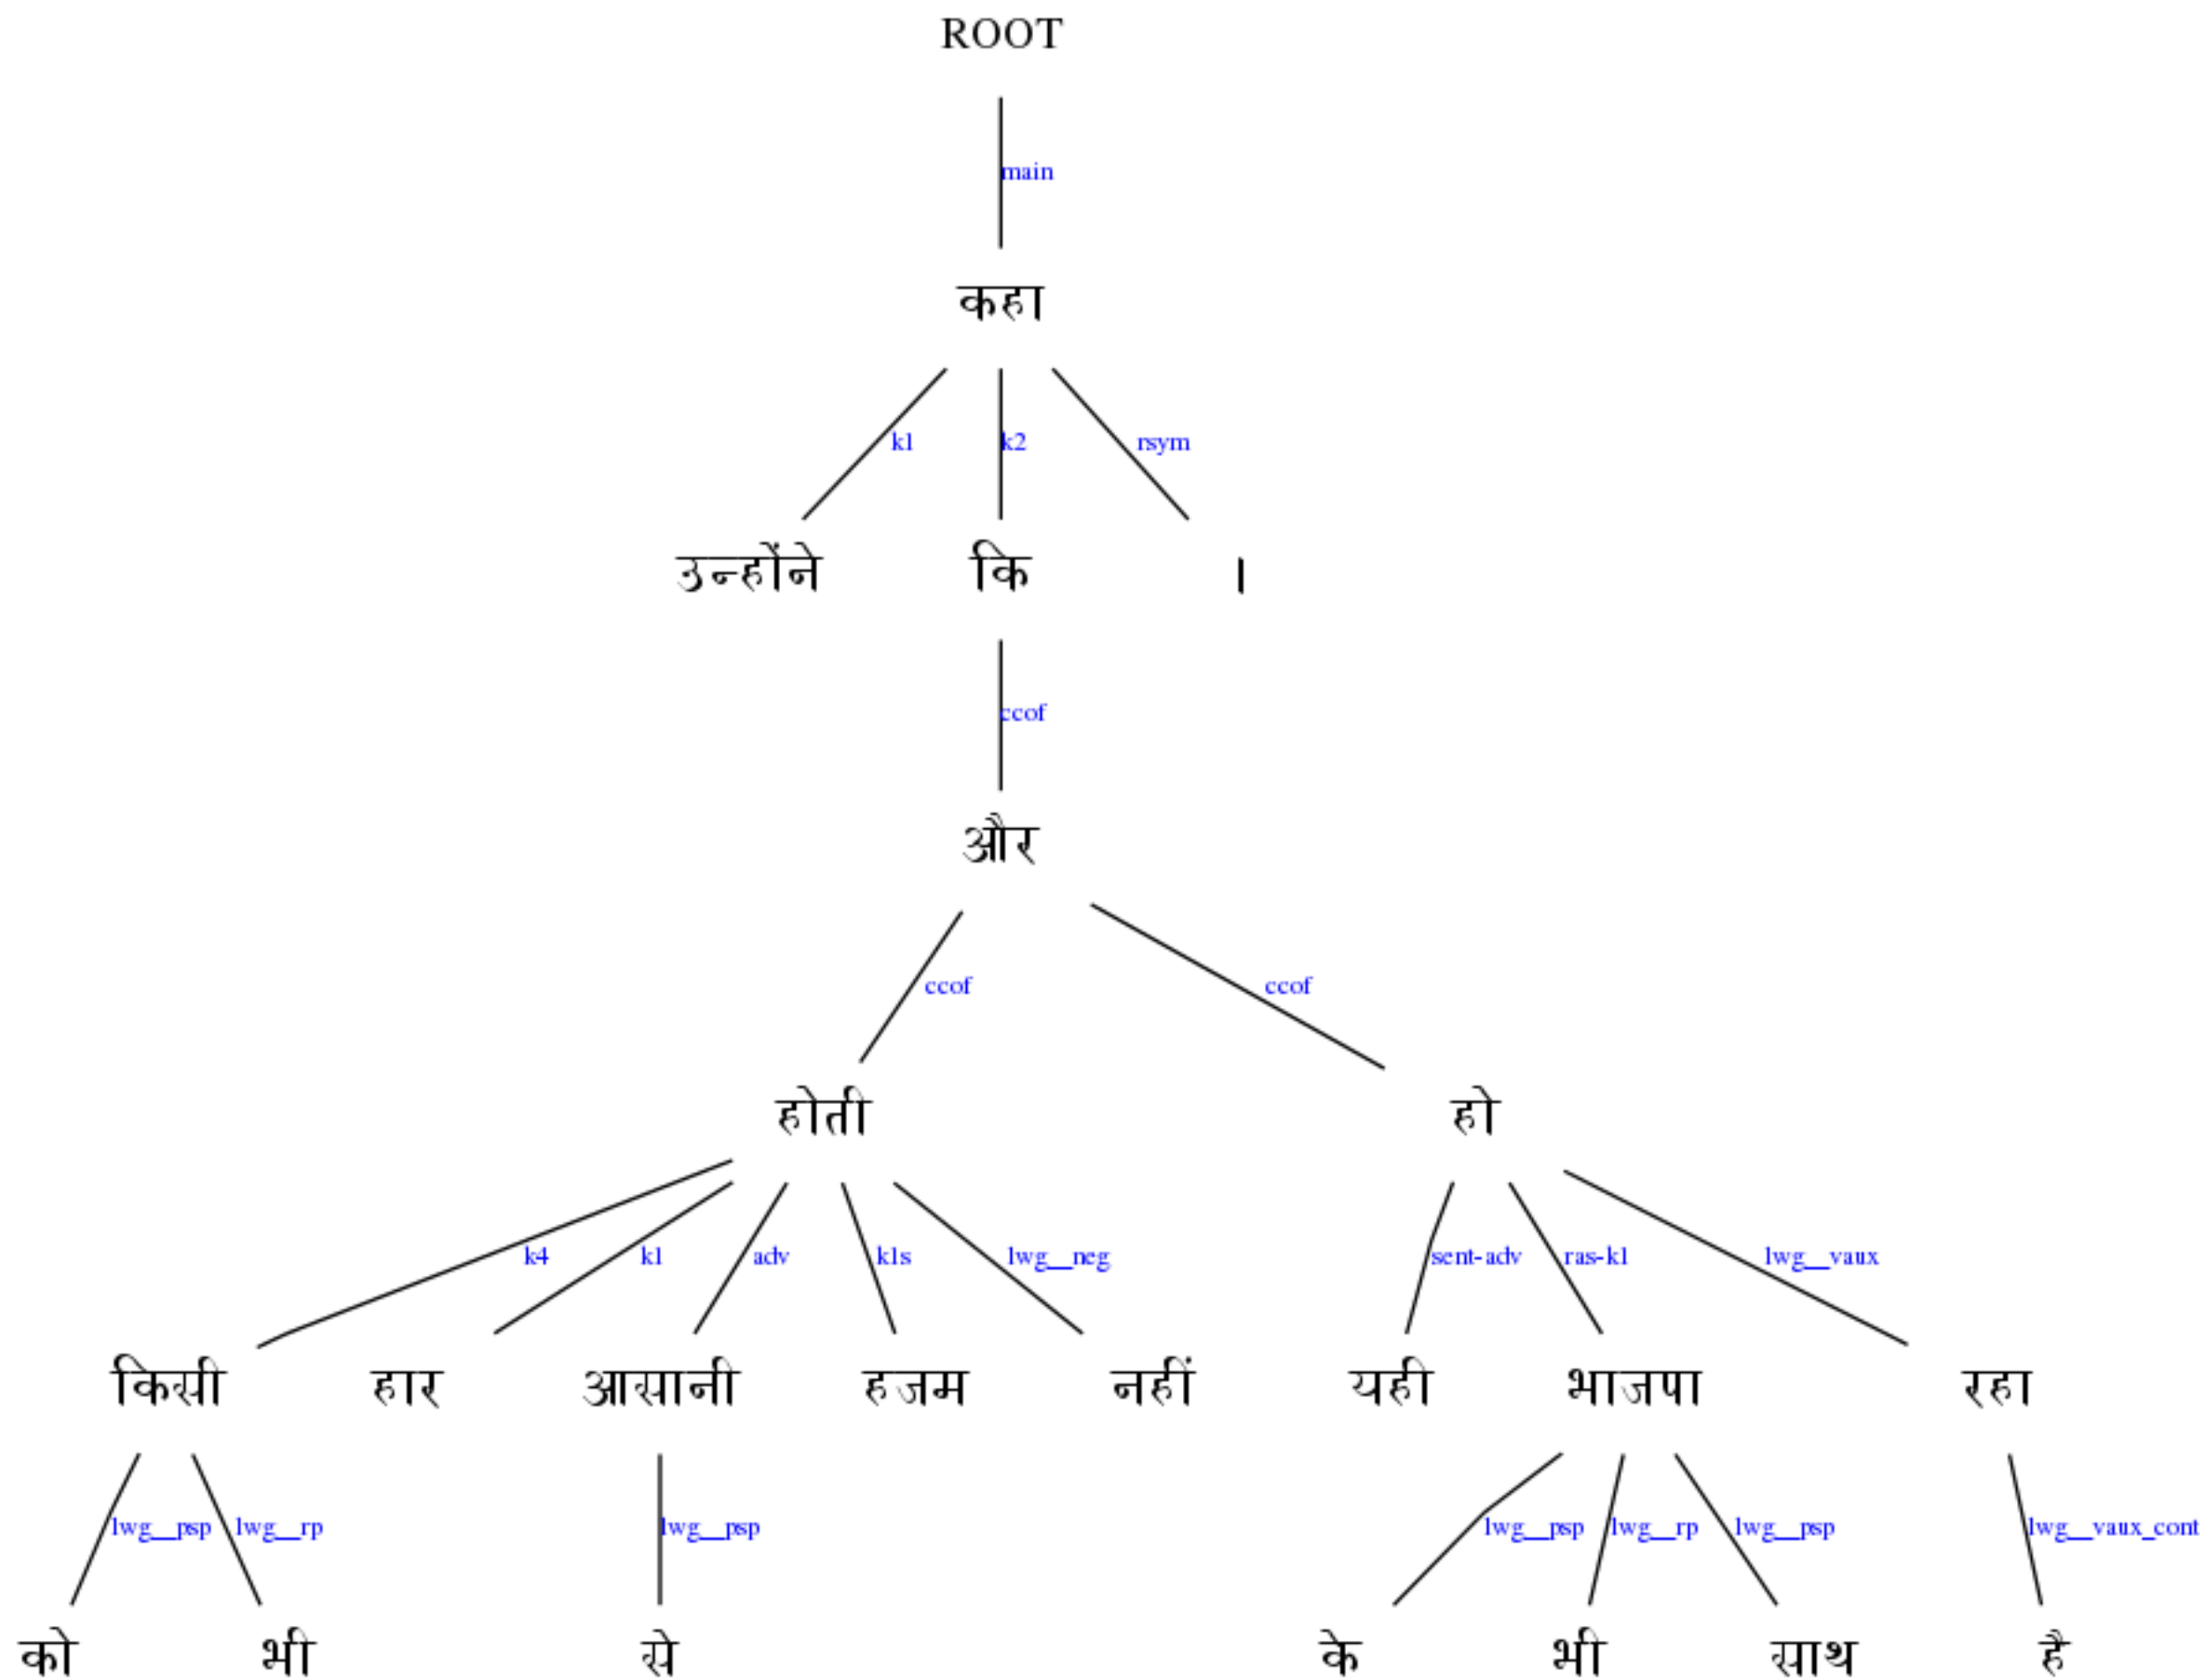 ROOT
main
कहा
k1 k2 rsym
उन्होंने कि ।
ccof
और
ccof ccof
होती हो
k4 k1 adv k1s lwg__neg sent-adv ras-k1 lwg__vaux
किसी हार आसानी हजम नहीं यही भाजपा रहा
lwg__psp lwg__rp lwg__psp lwg__psp lwg__rp lwg__psp lwg__vaux_cont
को भी से के भी साथ है